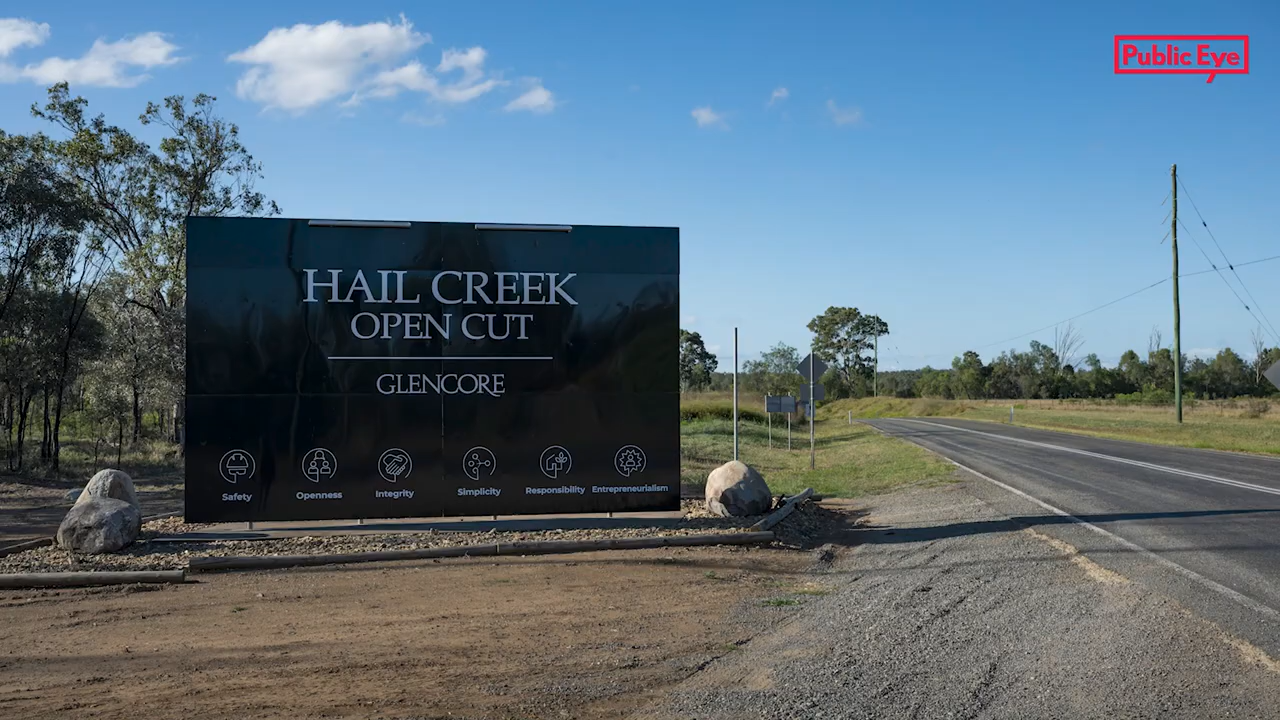 Public Eye
HAIL CREEK
OPEN CUT
GLENCORE
Safety Openness Integrity Simplicity Responsibility Entrepreneurialism